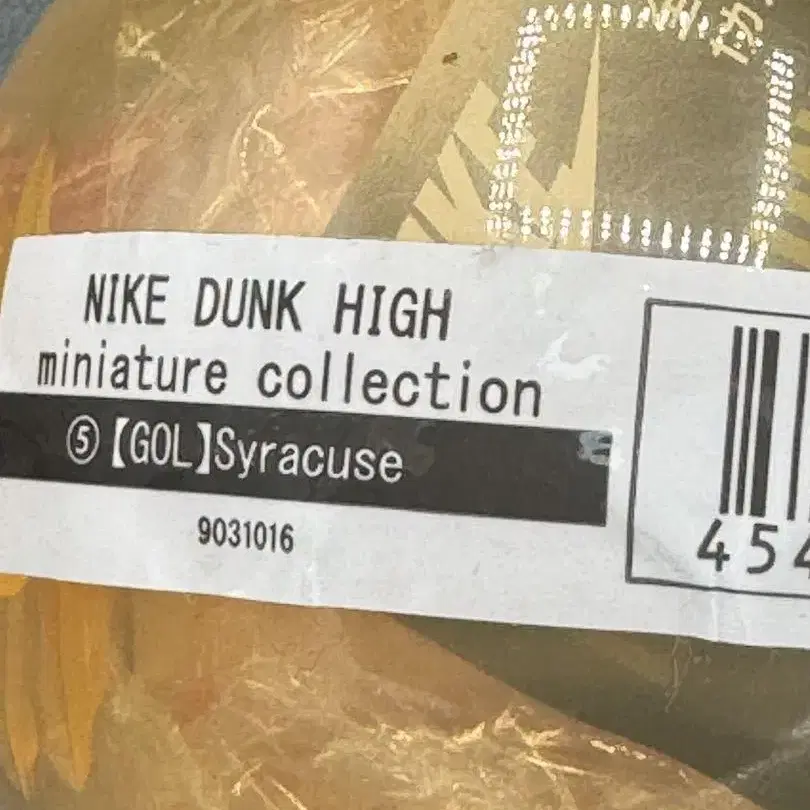 NIKE DUNK HIGH
miniature collection
⑤【GOL】Syracuse
9031016
454